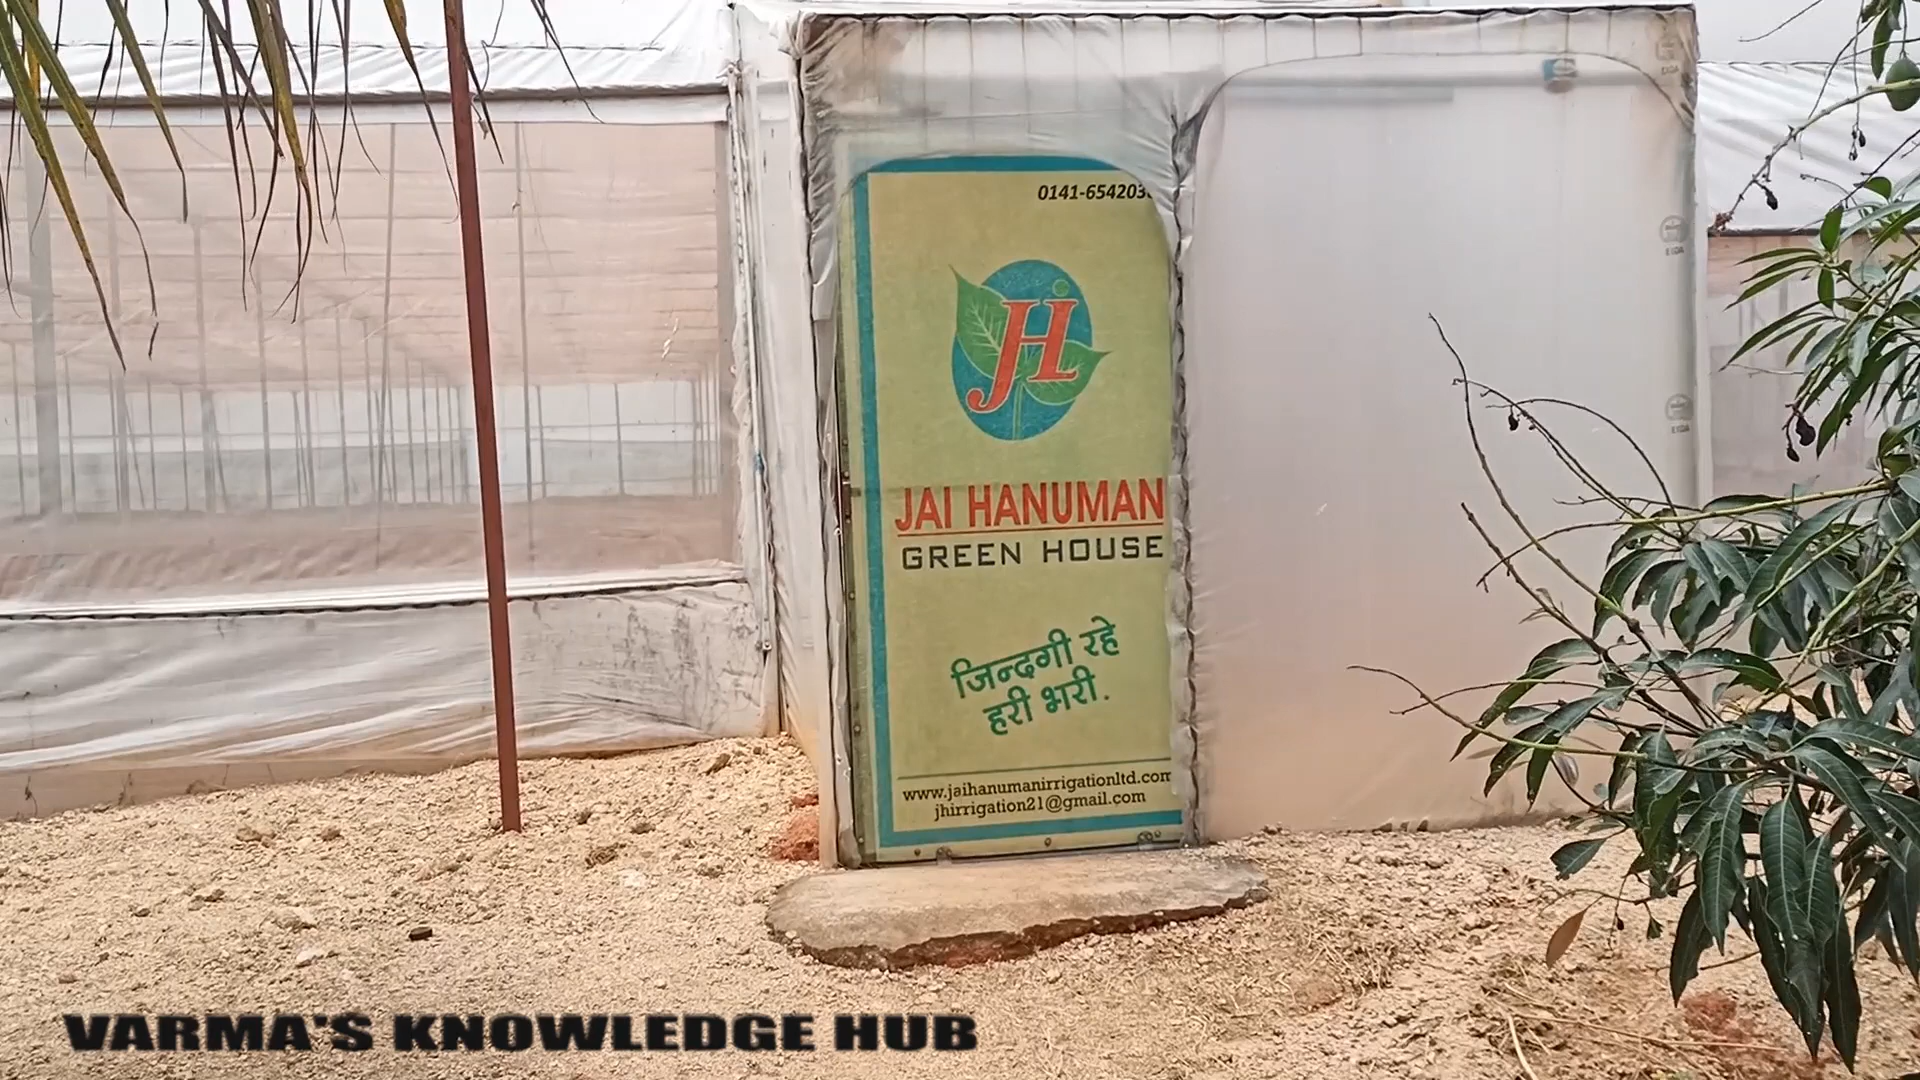 0141-654203
JH
JAI HANUMAN
GREEN HOUSE
जिन्दगी रहे
हरी भरी.
www.jaihanumanirrigationltd.com
jhirrigation21@gmail.com
VARMA'S KNOWLEDGE HUB